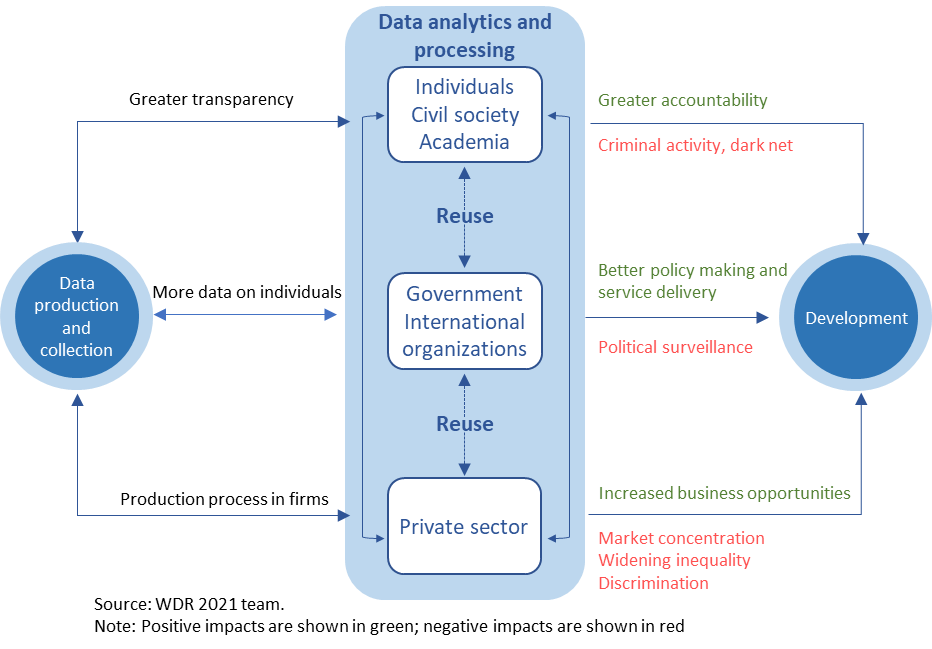 Data analytics and
processing
Individuals
Civil society
Academia
Greater transparency
Greater accountability
Criminal activity, dark net
Reuse
Data
production
and
collection
More data on individuals
Government
International
organizations
Better policy making and
service delivery
Political surveillance
Development
Reuse
Production process in firms
Private sector
Increased business opportunities
Market concentration
Widening inequality
Discrimination
Source: WDR 2021 team.
Note: Positive impacts are shown in green; negative impacts are shown in red